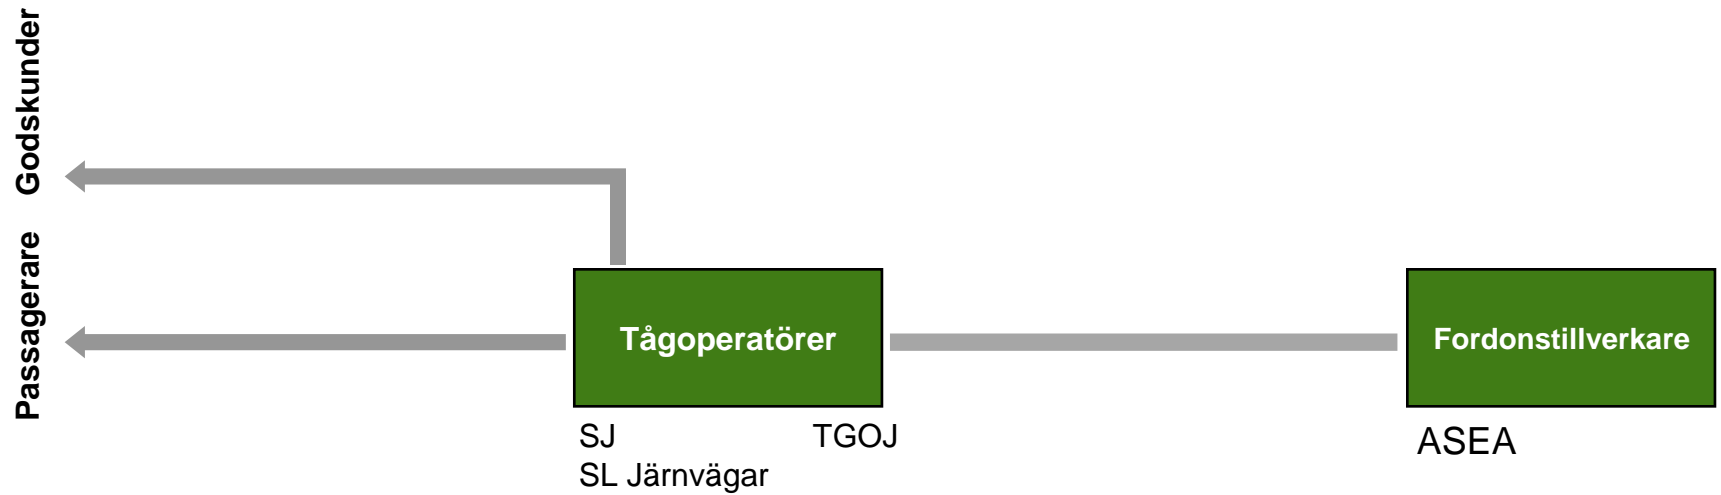 Godskunder
Passagerare
Tågoperatörer
Fordonstillverkare
SJ TGOJ
SL Järnvägar
ASEA